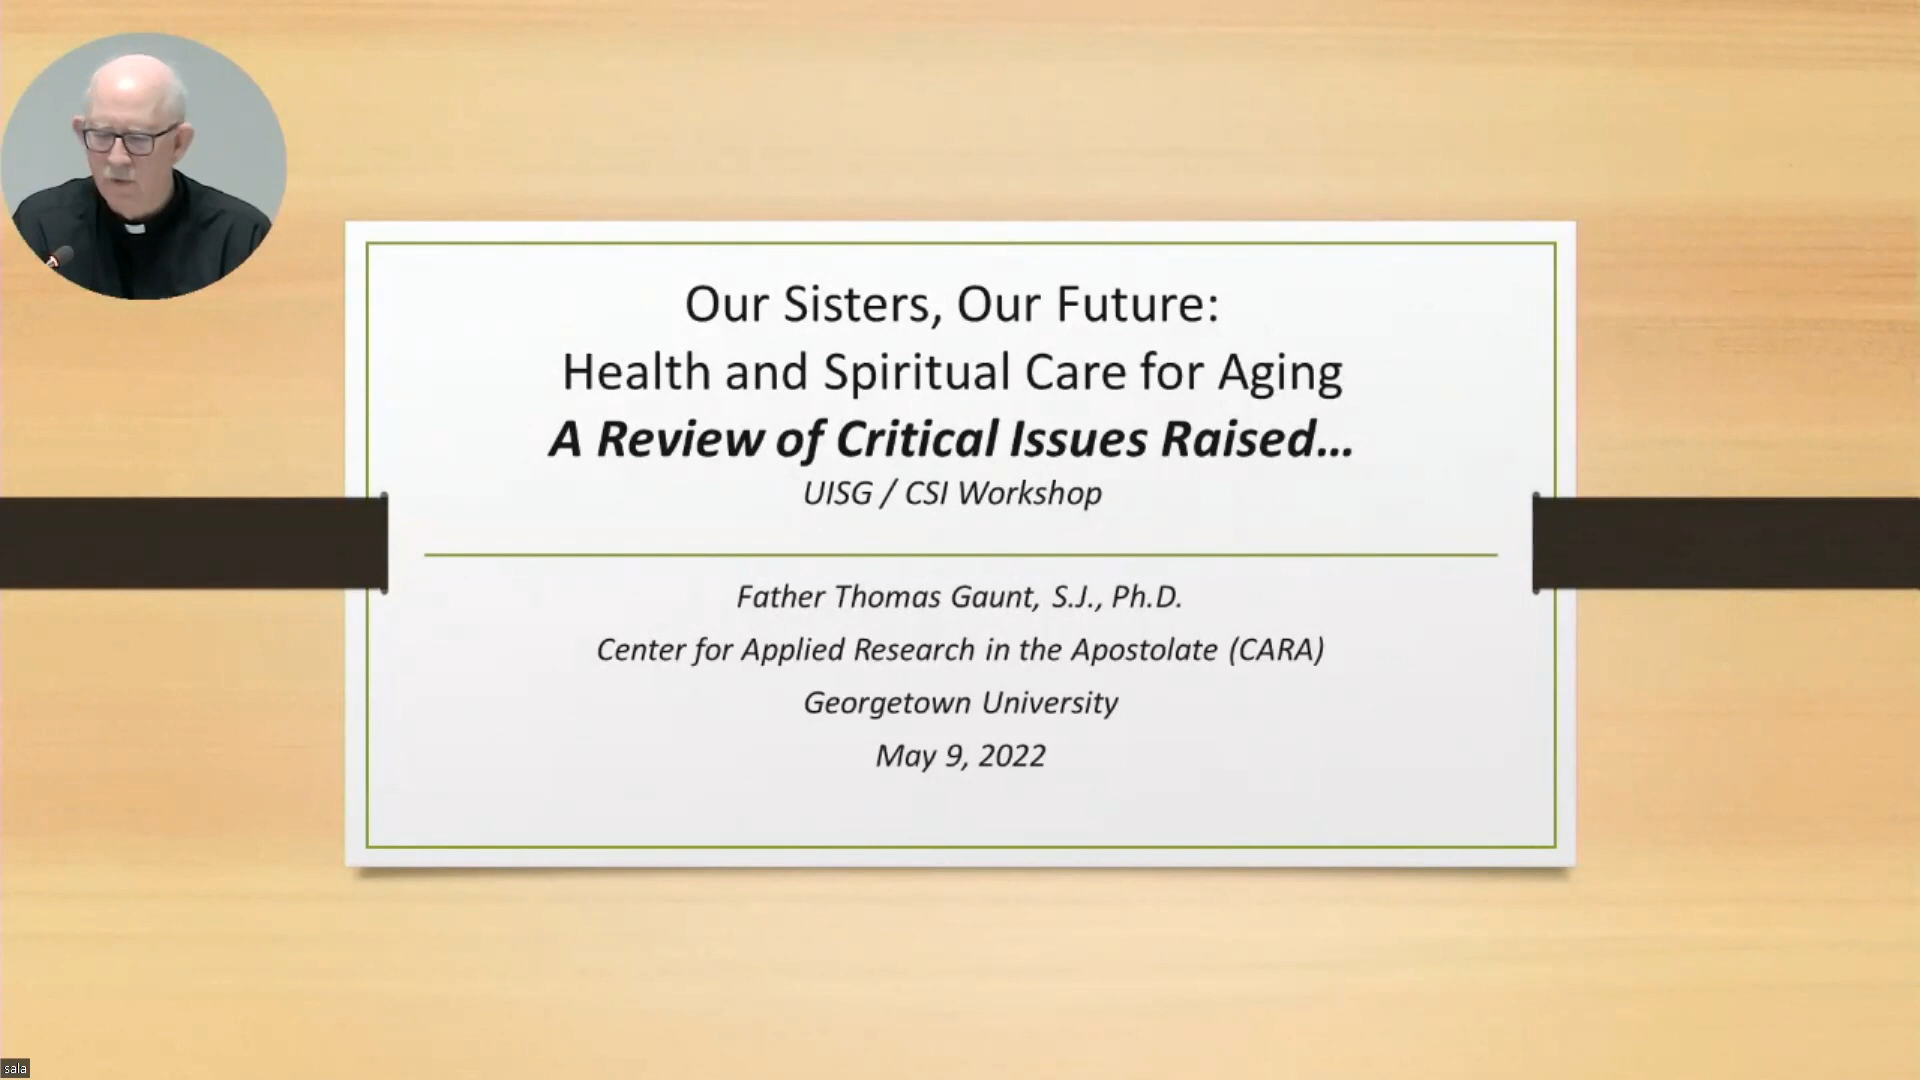 Our Sisters, Our Future:
Health and Spiritual Care for Aging
A Review of Critical Issues Raised...
UISG / CSI Workshop
Father Thomas Gaunt, S.J., Ph.D.
Center for Applied Research in the Apostolate (CARA)
Georgetown University
May 9, 2022
sala